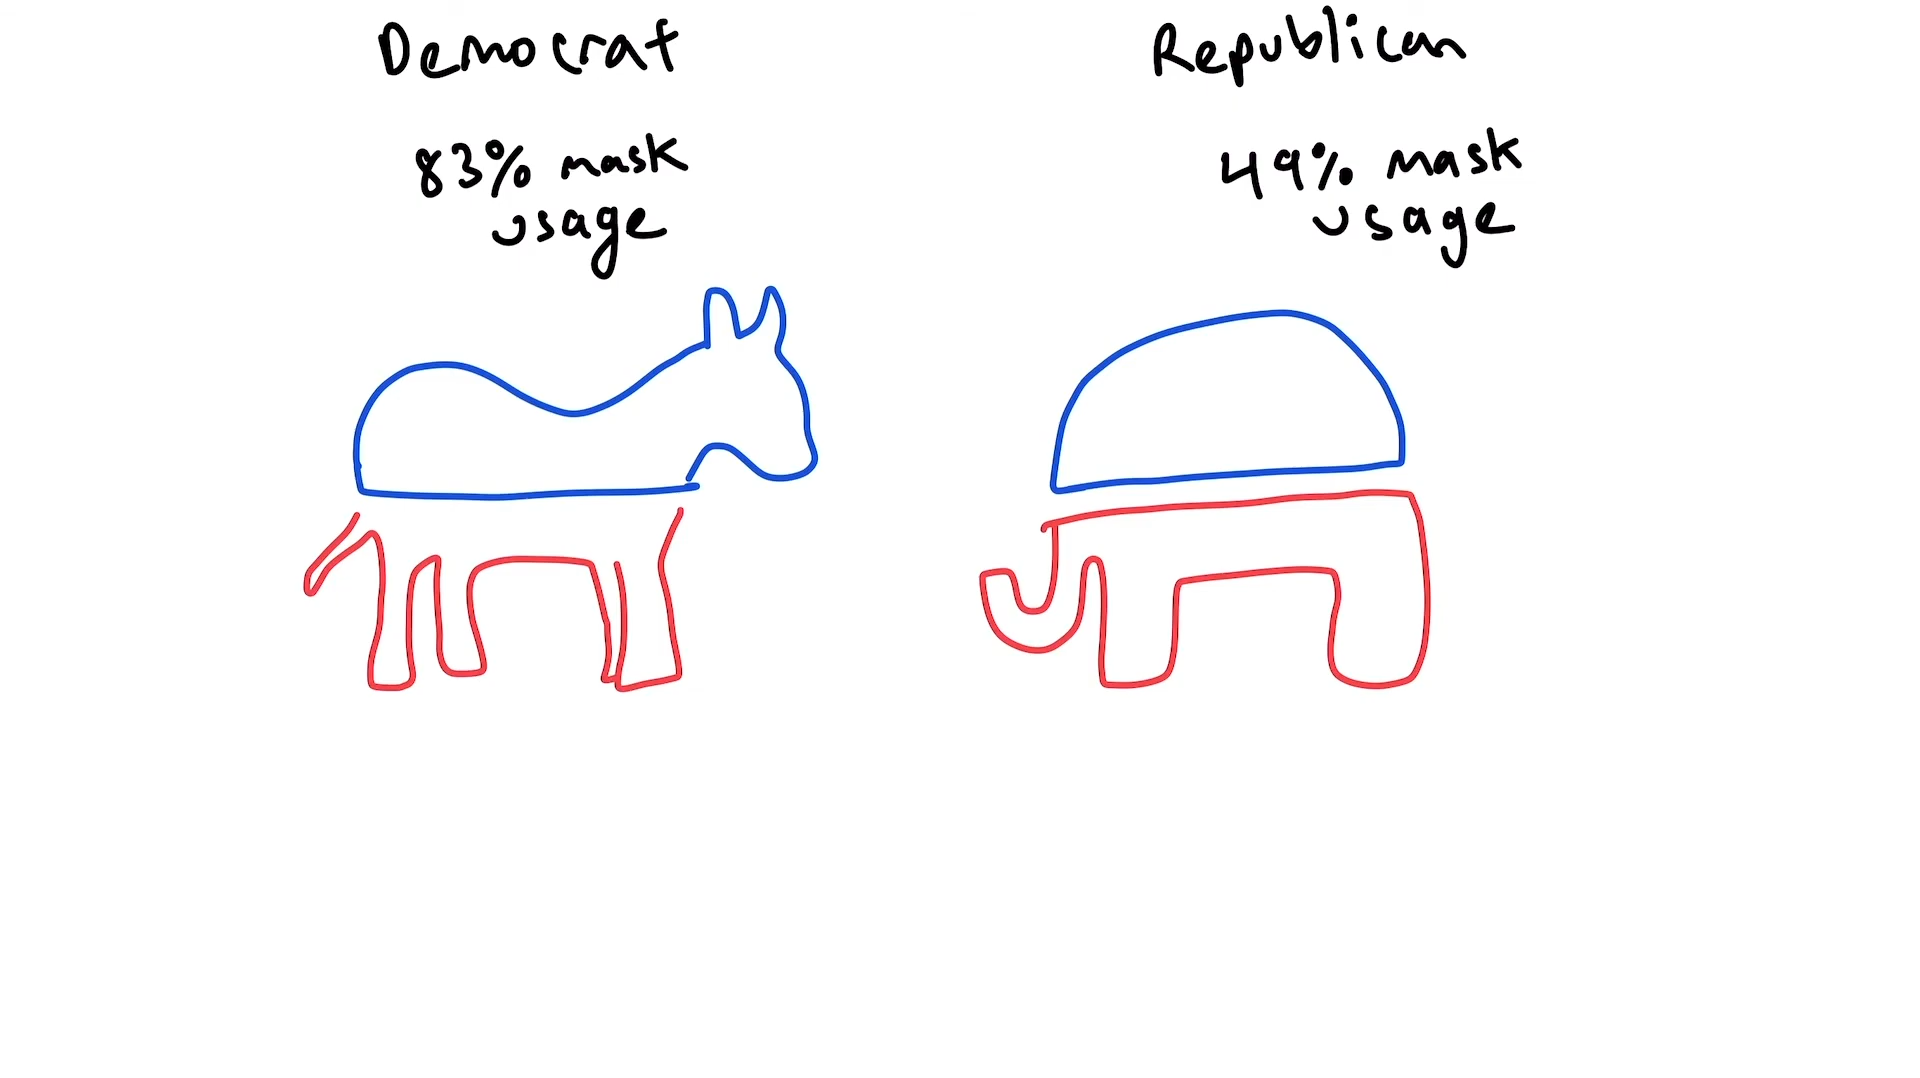 Democrat
83% mask
usage
Republican
49% mask
usage